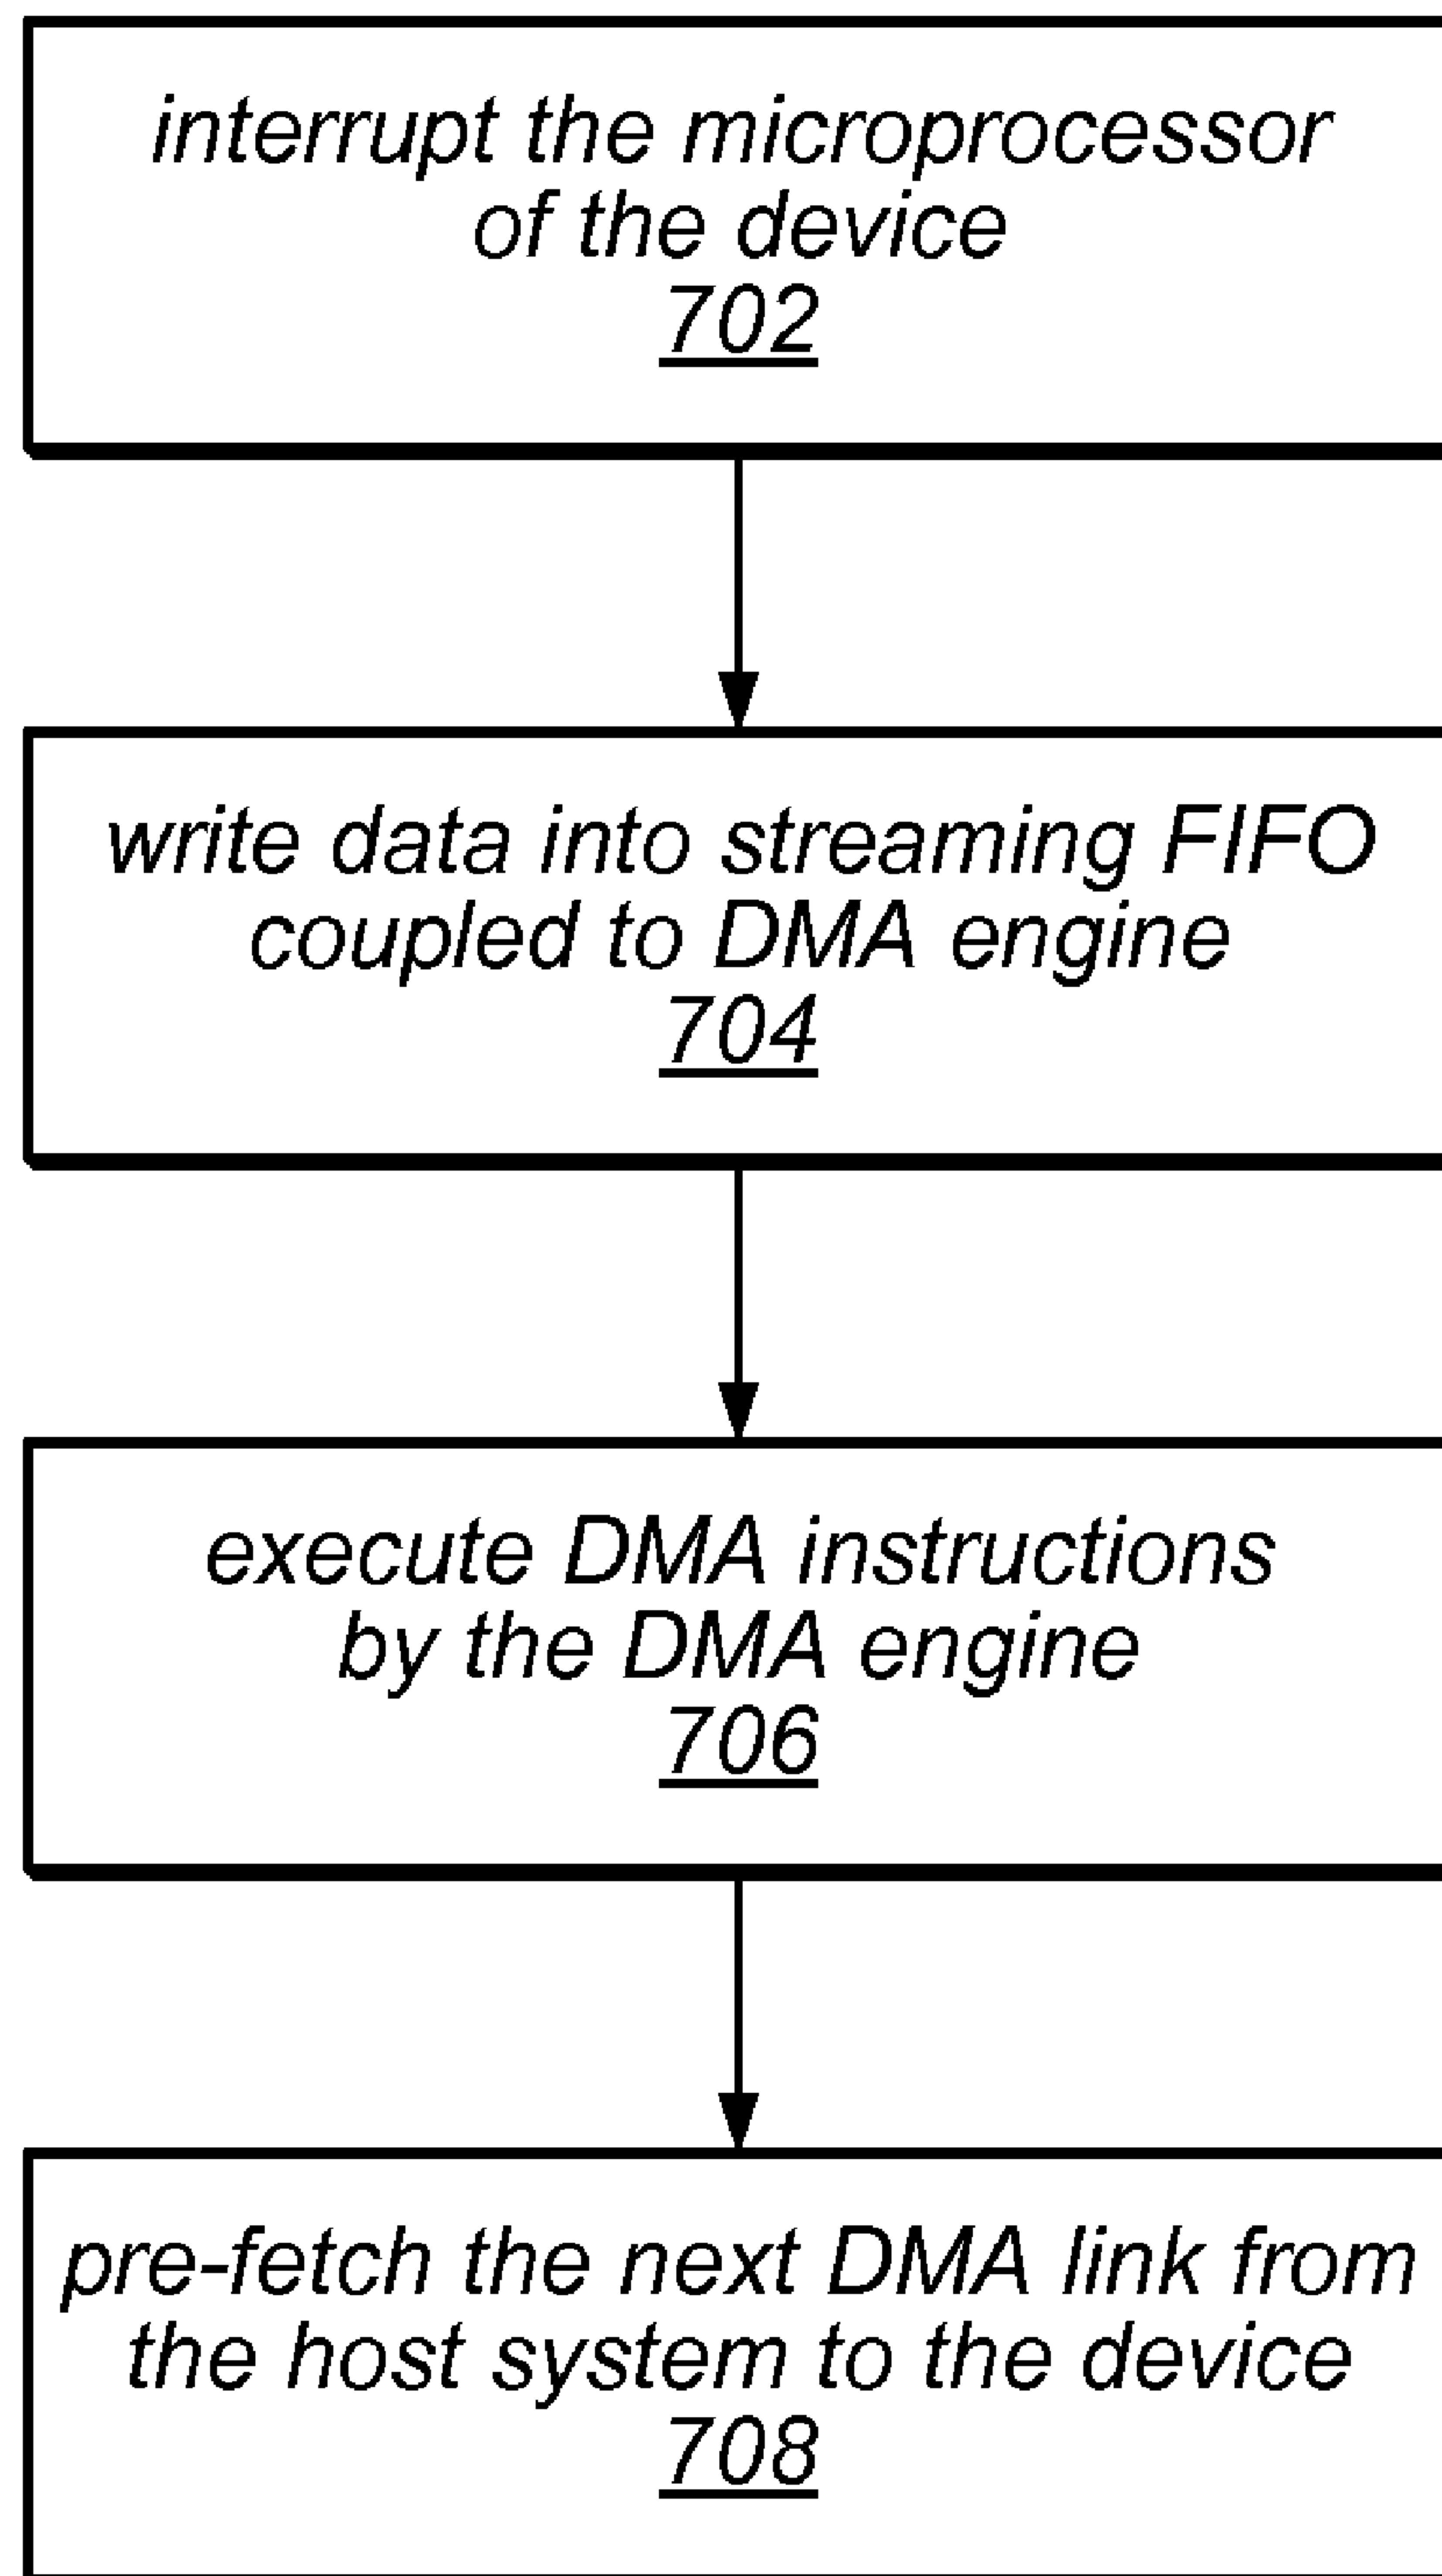 interrupt the microprocessor
of the device
702
write data into streaming FIFO
coupled to DMA engine
704
execute DMA instructions
by the DMA engine
706
pre-fetch the next DMA link from
the host system to the device
708